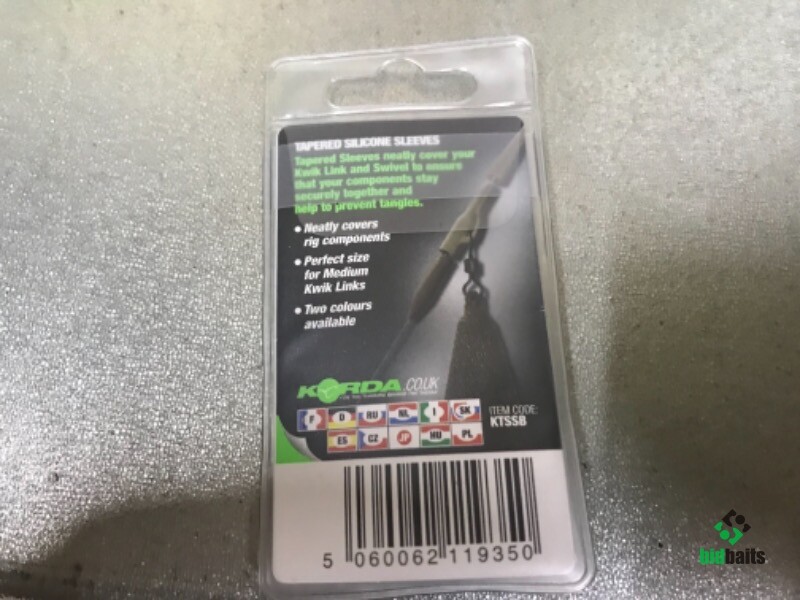 TAPERED SILICONE SLEEVES
Tapered Sleeves neatly cover your
Kwik Link and Swivel to ensure
that your components stay
securely together and
help to prevent tangles.
• Neatly covers
rig components
• Perfect size
for Medium
Kwik Links
• Two colours
available
KORDA.CO.UK
F D RU NL I SK
ES CZ JP HU PL
ITEM CODE:
KTSSB
5 060062 119350
bidbaits